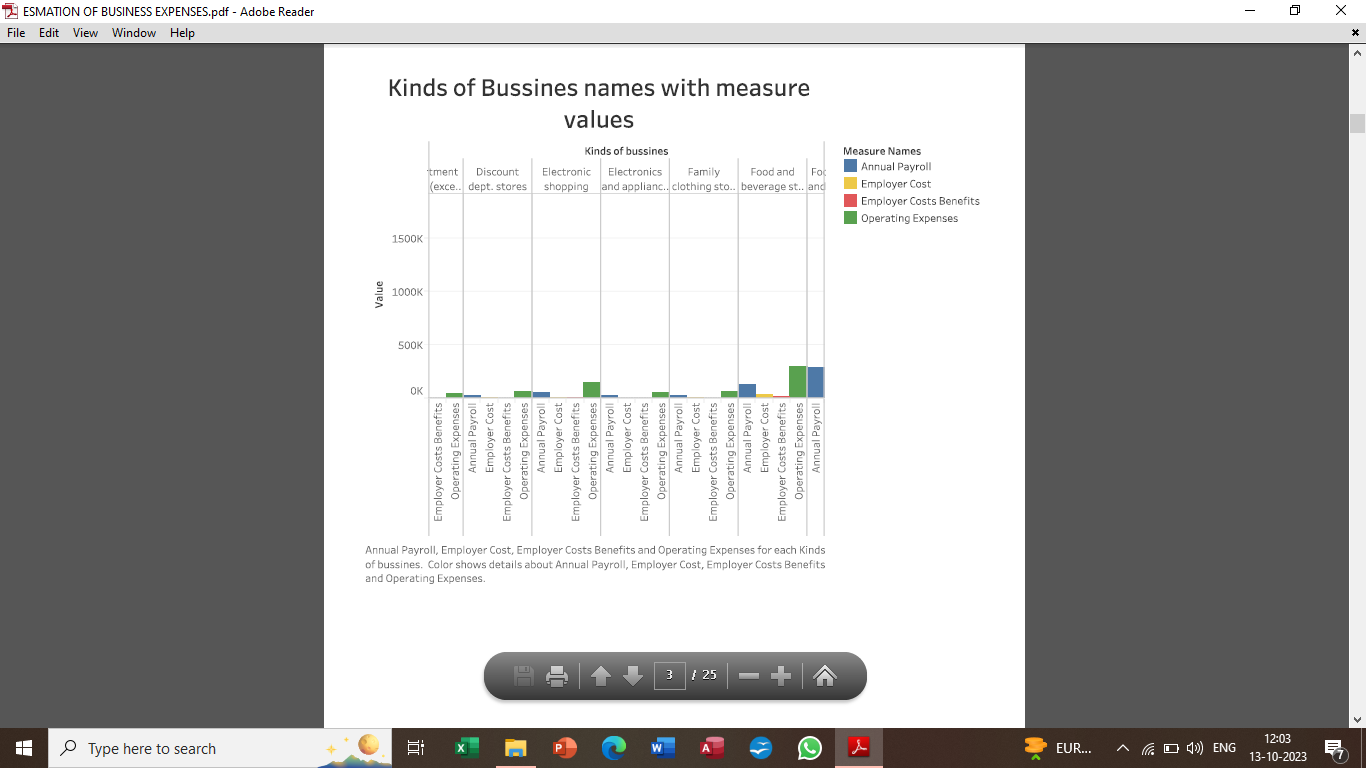 ESMATION OF BUSINESS EXPENSES.pdf - Adobe Reader
File Edit View Window Help
Kinds of Bussines names with measure
values
Kinds of bussines
tment
(exce..
Discount
dept. stores
Electronic
shopping
Electronics
and applianc..
Family
clothing sto..
Food and
beverage st..
Foo
and
Measure Names
Annual Payroll
Employer Cost
Employer Costs Benefits
Operating Expenses
Value
1500K
1000K
500K
0K
Employer Costs Benefits
Operating Expenses
Annual Payroll
Employer Cost
Employer Costs Benefits
Operating Expenses
Annual Payroll
Employer Cost
Employer Costs Benefits
Operating Expenses
Annual Payroll
Employer Cost
Employer Costs Benefits
Operating Expenses
Annual Payroll
Employer Cost
Employer Costs Benefits
Operating Expenses
Annual Payroll
Employer Cost
Employer Costs Benefits
Operating Expenses
Annual Payroll
Annual Payroll, Employer Cost, Employer Costs Benefits and Operating Expenses for each Kinds
of bussines. Color shows details about Annual Payroll, Employer Cost, Employer Costs Benefits
and Operating Expenses.
3 / 25
Type here to search
EUR...
ENG
12:03
13-10-2023
7